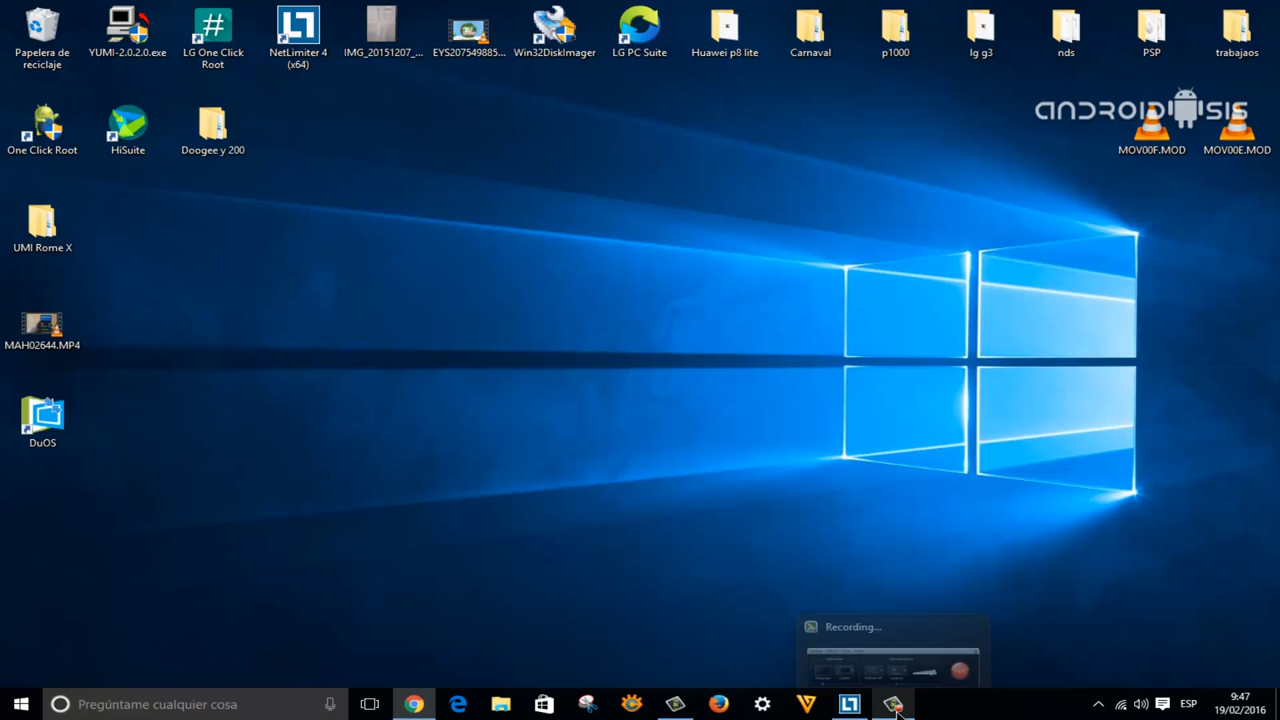 Papelera de
reciclaje
YUMI-2.0.2.0.exe
LG One Click
Root
NetLimiter 4
(x64)
IMG_20151207_...
EYS207549885...
Win32DiskImager
LG PC Suite
Huawei p8 lite
Carnaval
p1000
lg g3
nds
PSP
trabajaos
ANDROIDSIS
One Click Root
HiSuite
Doogee y 200
MOV00F.MOD
MOV00E.MOD
UMI Rome X
MAH02644.MP4
DuOS
Recording...
Pregúntame cualquier cosa
ESP
9:47
19/02/2016